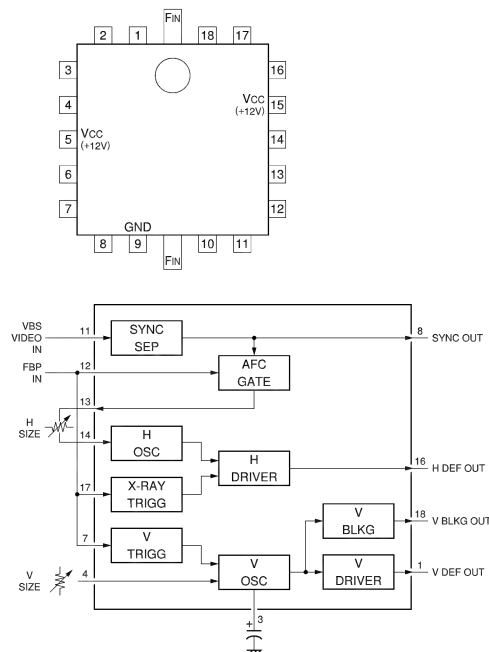 FIN
2 1 18 17
3 16
4 VCC 15
(+12V)
5 VCC 14
(+12V)
6 13
7 12
GND
8 9 10 11
FIN
VBS
VIDEO
IN
11
SYNC
SEP
8
SYNC OUT
FBP
IN
12
AFC
GATE
13
H
SIZE
14
H
OSC
H
DRIVER
16
H DEF OUT
17
X-RAY
TRIGG
V
BLKG
18
V BLKG OUT
7
V
TRIGG
V
SIZE
4
V
OSC
V
DRIVER
1
V DEF OUT
+
3